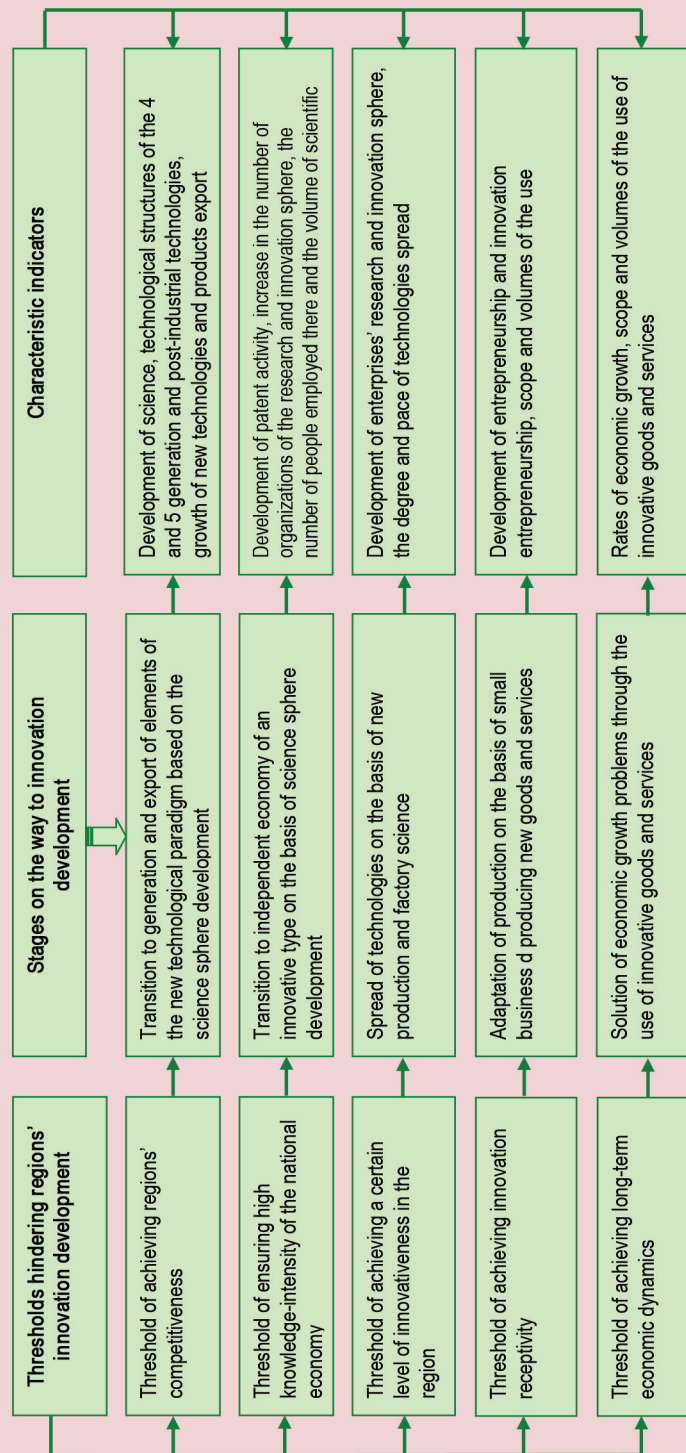 Thresholds hindering regions’
innovation development
Stages on the way to innovation
development
Characteristic indicators
Threshold of achieving regions’
competitiveness
Transition to generation and export of elements of
the new technological paradigm based on the
science sphere development
Development of science, technological structures of the 4
and 5 generation and post-industrial technologies,
growth of new technologies and products export
Threshold of ensuring high
knowledge-intensity of the national
economy
Transition to independent economy of an
innovative type on the basis of science sphere
development
Development of patent activity, increase in the number of
organizations of the research and innovation sphere, the
number of people employed there and the volume of scientific
Threshold of achieving a certain
level of innovativeness in the
region
Spread of technologies on the basis of new
production and factory science
Development of enterprises’ research and innovation sphere,
the degree and pace of technologies spread
Threshold of achieving innovation
receptivity
Adaptation of production on the basis of small
business d producing new goods and services
Development of entrepreneurship and innovation
entrepreneurship, scope and volumes of the use
Threshold of achieving long-term
economic dynamics
Solution of economic growth problems through the
use of innovative goods and services
Rates of economic growth, scope and volumes of the use of
innovative goods and services